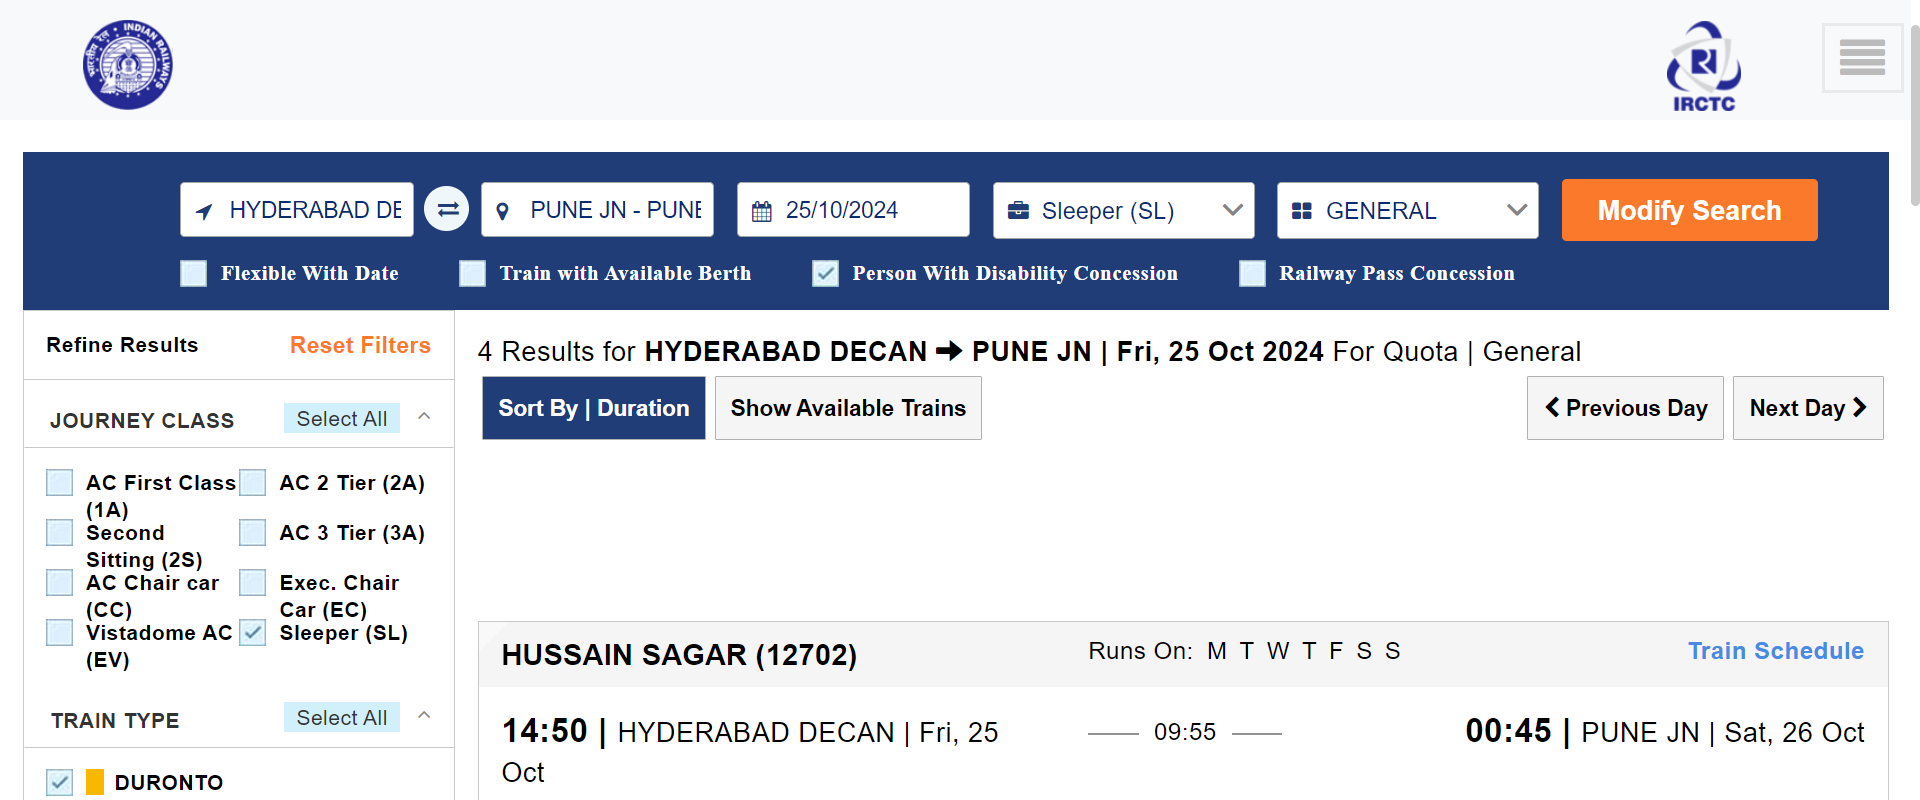 भारतीय रेल • INDIAN RAILWAYS
IRCTC
HYDERABAD DE
PUNE JN - PUNE
25/10/2024
Sleeper (SL)
GENERAL
Modify Search
Flexible With Date
Train with Available Berth
Person With Disability Concession
Railway Pass Concession
Refine Results
Reset Filters
4 Results for HYDERABAD DECAN → PUNE JN | Fri, 25 Oct 2024 For Quota | General
Sort By | Duration
Show Available Trains
Previous Day
Next Day
JOURNEY CLASS
Select All
AC First Class
(1A)
AC 2 Tier (2A)
Second
Sitting (2S)
AC 3 Tier (3A)
AC Chair car
(CC)
Exec. Chair
Car (EC)
Vistadome AC
(EV)
Sleeper (SL)
TRAIN TYPE
Select All
DURONTO
HUSSAIN SAGAR (12702)
Runs On: M T W T F S S
Train Schedule
14:50 | HYDERABAD DECAN | Fri, 25
Oct
09:55
00:45 | PUNE JN | Sat, 26 Oct